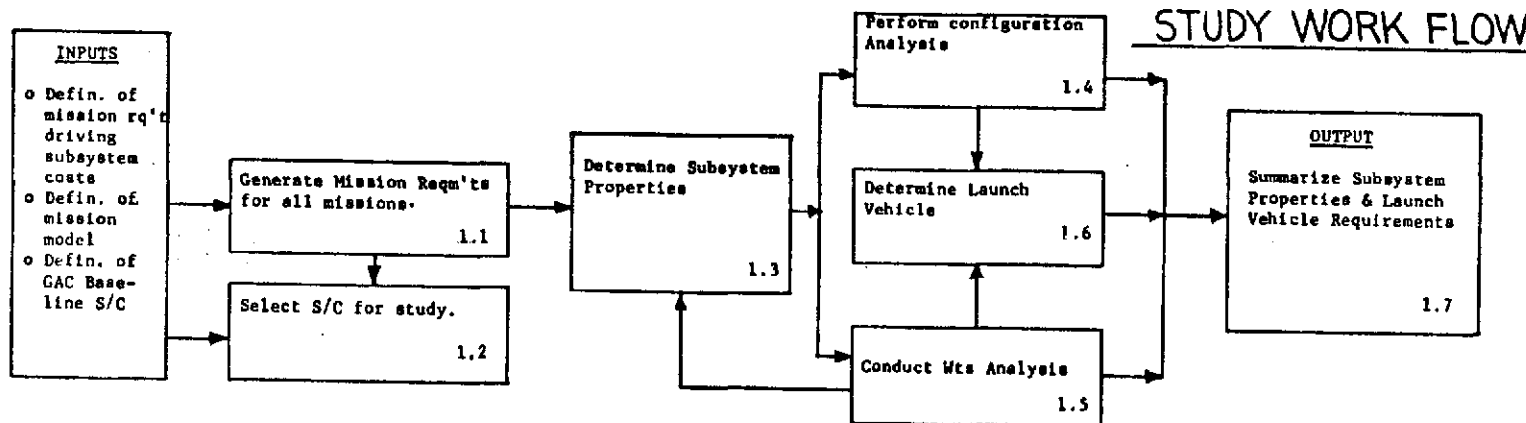 STUDY WORK FLOW
INPUTS
o Defin. of
mission rq't
driving
subsystem
costs
o Defin. of
mission
model
o Defin. of
GAC Base-
line S/C
Generate Mission Reqm'ts
for all missions.
1.1
Select S/C for study.
1.2
Determine Subsystem
Properties
1.3
Perform configuration
Analysis
1.4
Determine Launch
Vehicle
1.6
Conduct Wts Analysis
1.5
OUTPUT
Summarize Subsystem
Properties & Launch
Vehicle Requirements
1.7